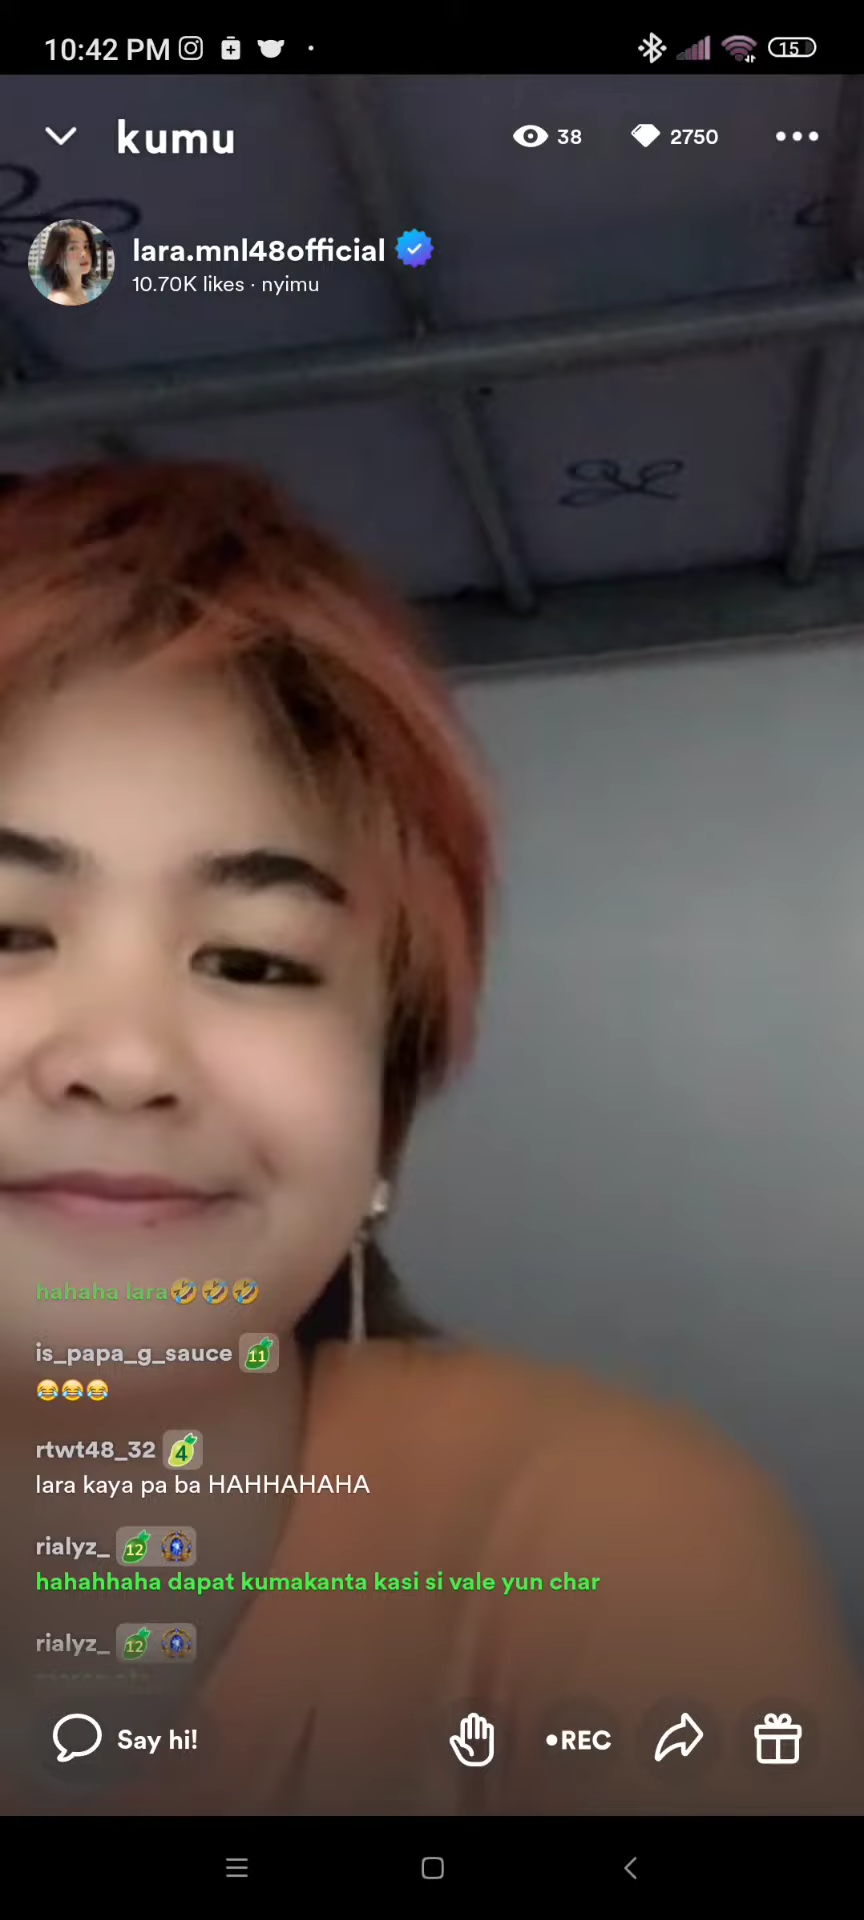 10:42 PM
15
kumu
38
2750
lara.mnl48official
10.70K likes · nyimu
hahaha lara🤣🤣🤣
is_papa_g_sauce 11
😂😂😂
rtwt48_32 4
lara kaya pa ba HAHHAHAHA
rialyz_ 12
hahahhaha dapat kumakanta kasi si vale yun char
rialyz_ 12
Say hi!
•REC